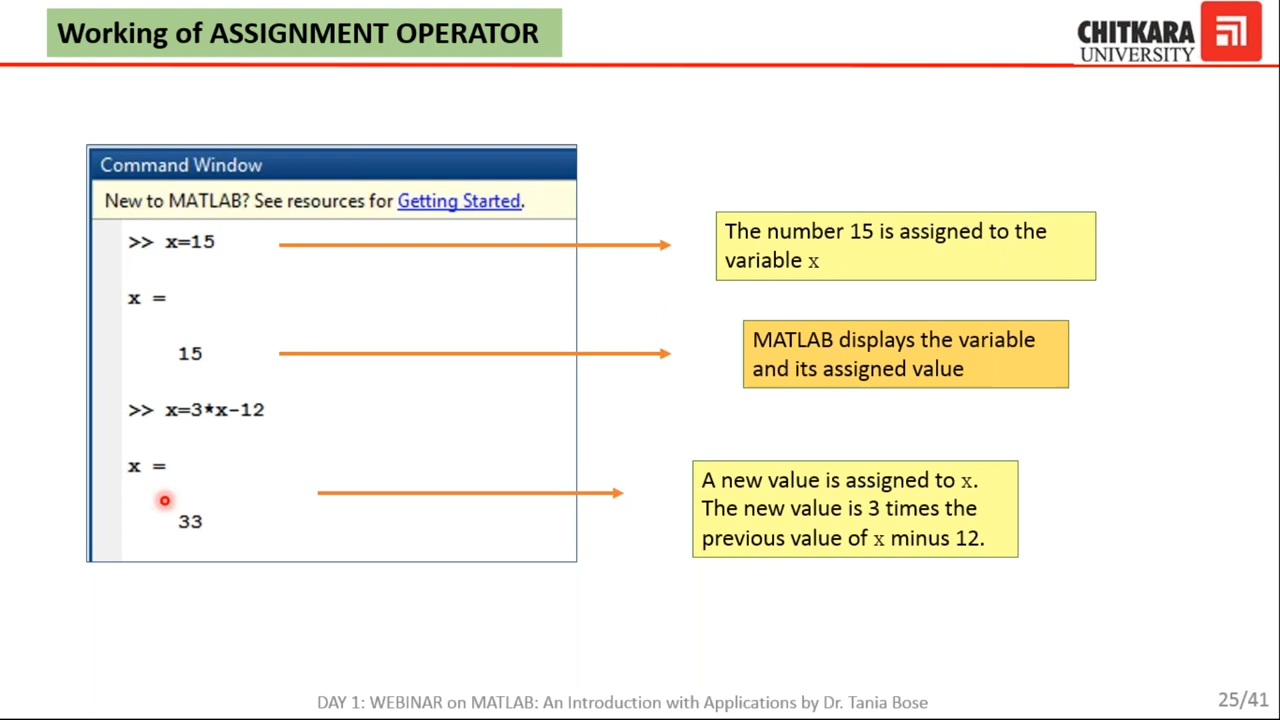 Working of ASSIGNMENT OPERATOR
CHITKARA
UNIVERSITY
Command Window
New to MATLAB? See resources for Getting Started.
>> x=15
x =
15
>> x=3*x-12
x =
33
The number 15 is assigned to the
variable x
MATLAB displays the variable
and its assigned value
A new value is assigned to x.
The new value is 3 times the
previous value of x minus 12.
DAY 1: WEBINAR on MATLAB: An Introduction with Applications by Dr. Tania Bose
25/41